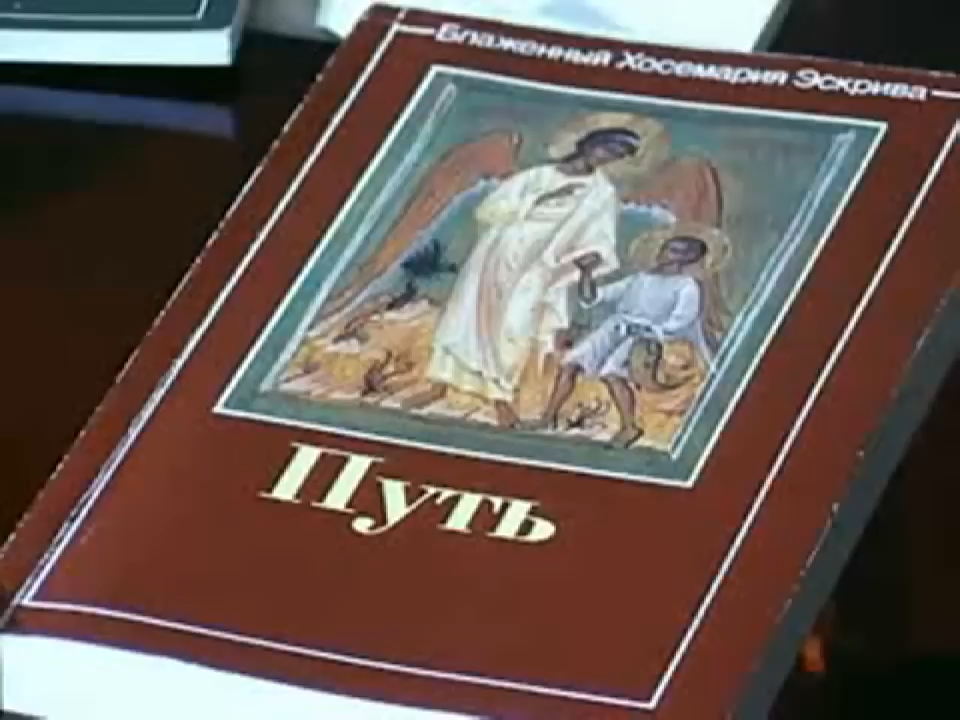 Блаженный Хосемария Эскрива
Путь